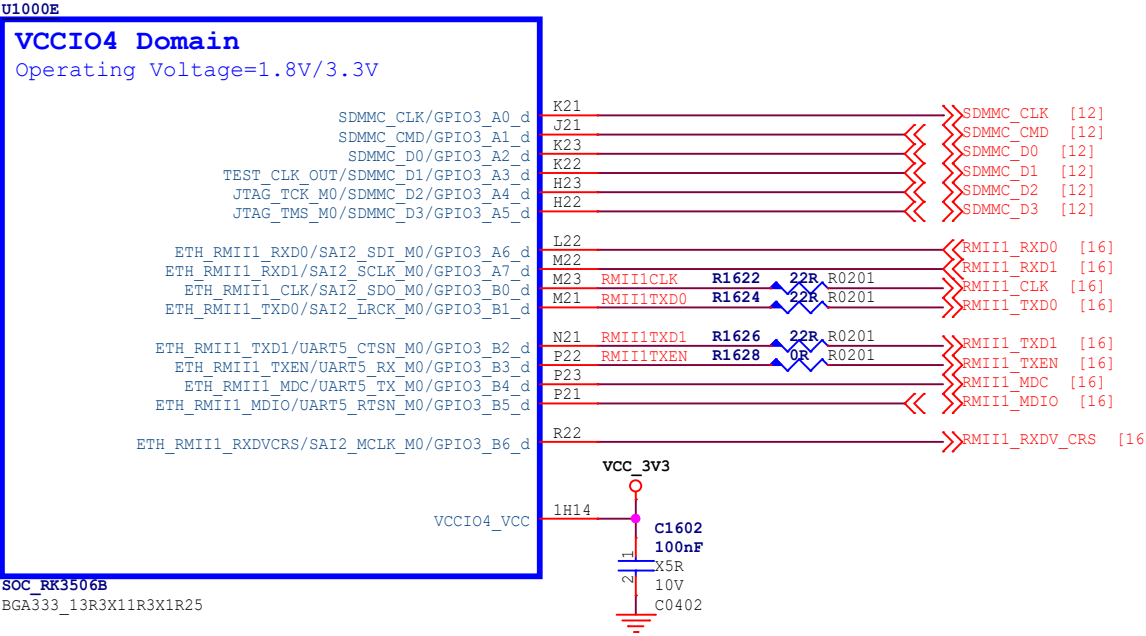 U1000E
VCCIO4 Domain
Operating Voltage=1.8V/3.3V
SDMMC_CLK/GPIO3_A0_d K21 SDMMC_CLK [12]
SDMMC_CMD/GPIO3_A1_d J21 SDMMC_CMD [12]
SDMMC_D0/GPIO3_A2_d K23 SDMMC_D0 [12]
TEST_CLK_OUT/SDMMC_D1/GPIO3_A3_d K22 SDMMC_D1 [12]
JTAG_TCK_M0/SDMMC_D2/GPIO3_A4_d H23 SDMMC_D2 [12]
JTAG_TMS_M0/SDMMC_D3/GPIO3_A5_d H22 SDMMC_D3 [12]
ETH_RMII1_RXD0/SAI2_SDI_M0/GPIO3_A6_d L22 RMII1_RXD0 [16]
ETH_RMII1_RXD1/SAI2_SCLK_M0/GPIO3_A7_d M22 RMII1_RXD1 [16]
ETH_RMII1_CLK/SAI2_SDO_M0/GPIO3_B0_d M23 RMII1CLK R1622 22R R0201 RMII1_CLK [16]
ETH_RMII1_TXD0/SAI2_LRCK_M0/GPIO3_B1_d M21 RMII1TXD0 R1624 22R R0201 RMII1_TXD0 [16]
ETH_RMII1_TXD1/UART5_CTSN_M0/GPIO3_B2_d N21 RMII1TXD1 R1626 22R R0201 RMII1_TXD1 [16]
ETH_RMII1_TXEN/UART5_RX_M0/GPIO3_B3_d P22 RMII1TXEN R1628 0R R0201 RMII1_TXEN [16]
ETH_RMII1_MDC/UART5_TX_M0/GPIO3_B4_d P23 RMII1_MDC [16]
ETH_RMII1_MDIO/UART5_RTSN_M0/GPIO3_B5_d P21 RMII1_MDIO [16]
ETH_RMII1_RXDVCRS/SAI2_MCLK_M0/GPIO3_B6_d R22 RMII1_RXDV_CRS [16
VCC_3V3
VCCIO4_VCC 1H14
C1602
100nF
1
X5R
2
10V
C0402
SOC_RK3506B
BGA333_13R3X11R3X1R25